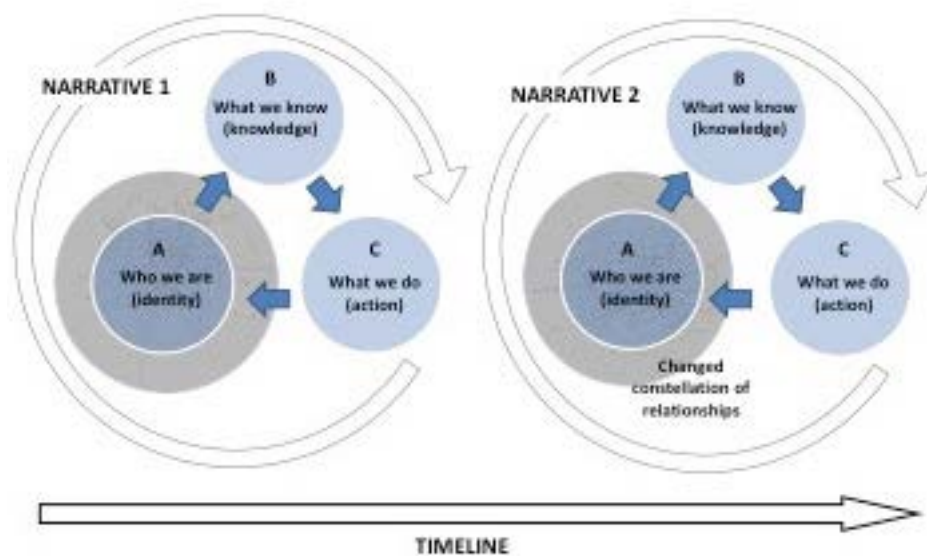 NARRATIVE 1
B
What we know
(knowledge)
A
Who we are
(identity)
C
What we do
(action)
NARRATIVE 2
B
What we know
(knowledge)
A
Who we are
(identity)
C
What we do
(action)
Changed
constellation of
relationships
TIMELINE